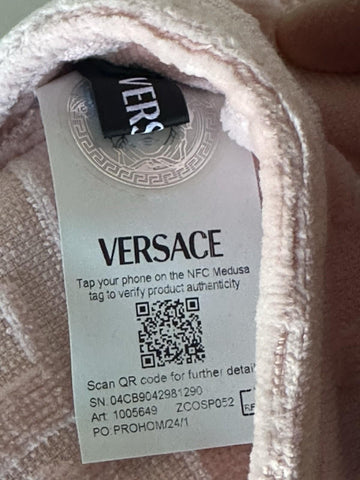 VERS
VERSACE
Tap your phone on the NFC Medusa
tag to verify product authenticity
Scan QR code for further detai
SN.04CB9042981290
Art: 1005649 ZCOSP052
PO:PROHOM/24/1